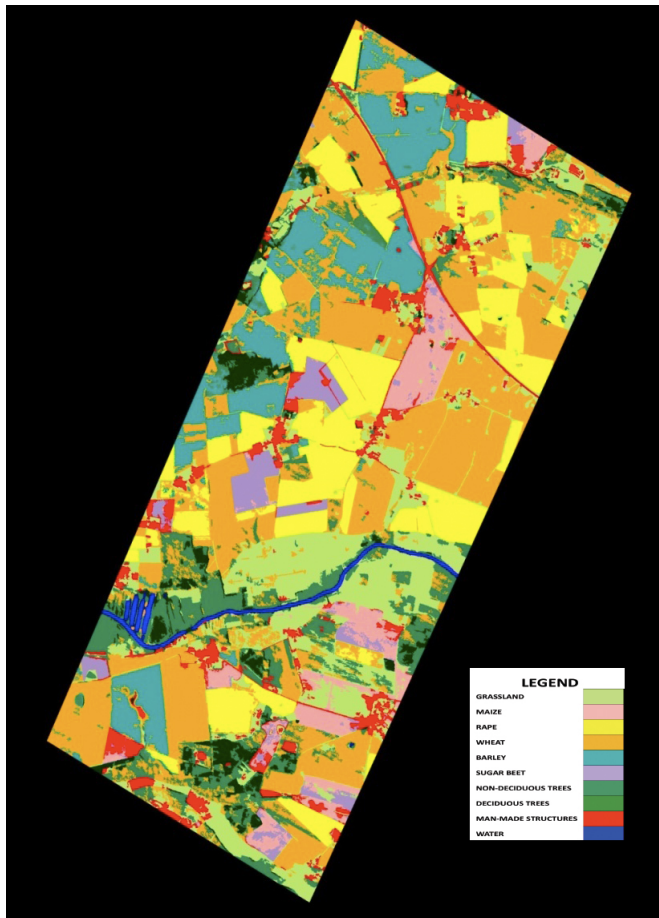 LEGEND
GRASSLAND
MAIZE
RAPE
WHEAT
BARLEY
SUGAR BEET
NON-DECIDUOUS TREES
DECIDUOUS TREES
MAN-MADE STRUCTURES
WATER